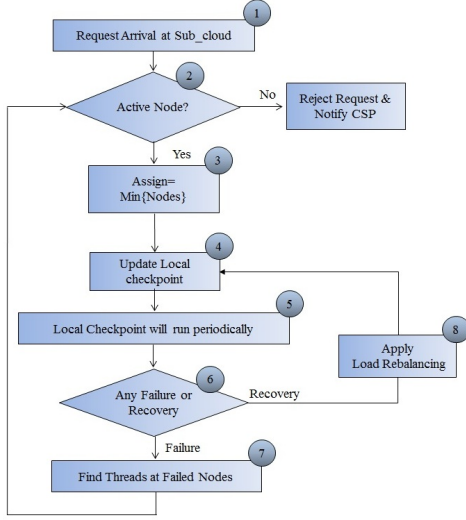 1
Request Arrival at Sub_cloud
2
Active Node?
No
Reject Request &
Notify CSP
Yes
3
Assign=
Min{Nodes}
4
Update Local
checkpoint
5
Local Checkpoint will run periodically
8
Apply
Load Rebalancing
6
Any Failure or
Recovery
Recovery
Failure
7
Find Threads at Failed Nodes